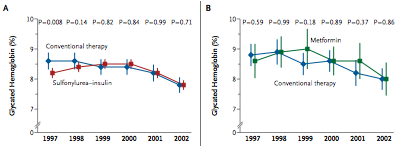 A
P=0.008 P=0.14 P=0.82 P=0.84 P=0.99 P=0.71
Glycated Hemoglobin (%)
9
8
7
6
0
Conventional therapy
Sulfonylurea–insulin
1997 1998 1999 2000 2001 2002
B
P=0.59 P=0.99 P=0.18 P=0.89 P=0.37 P=0.86
Glycated Hemoglobin (%)
10
9
8
7
0
Metformin
Conventional therapy
1997 1998 1999 2000 2001 2002